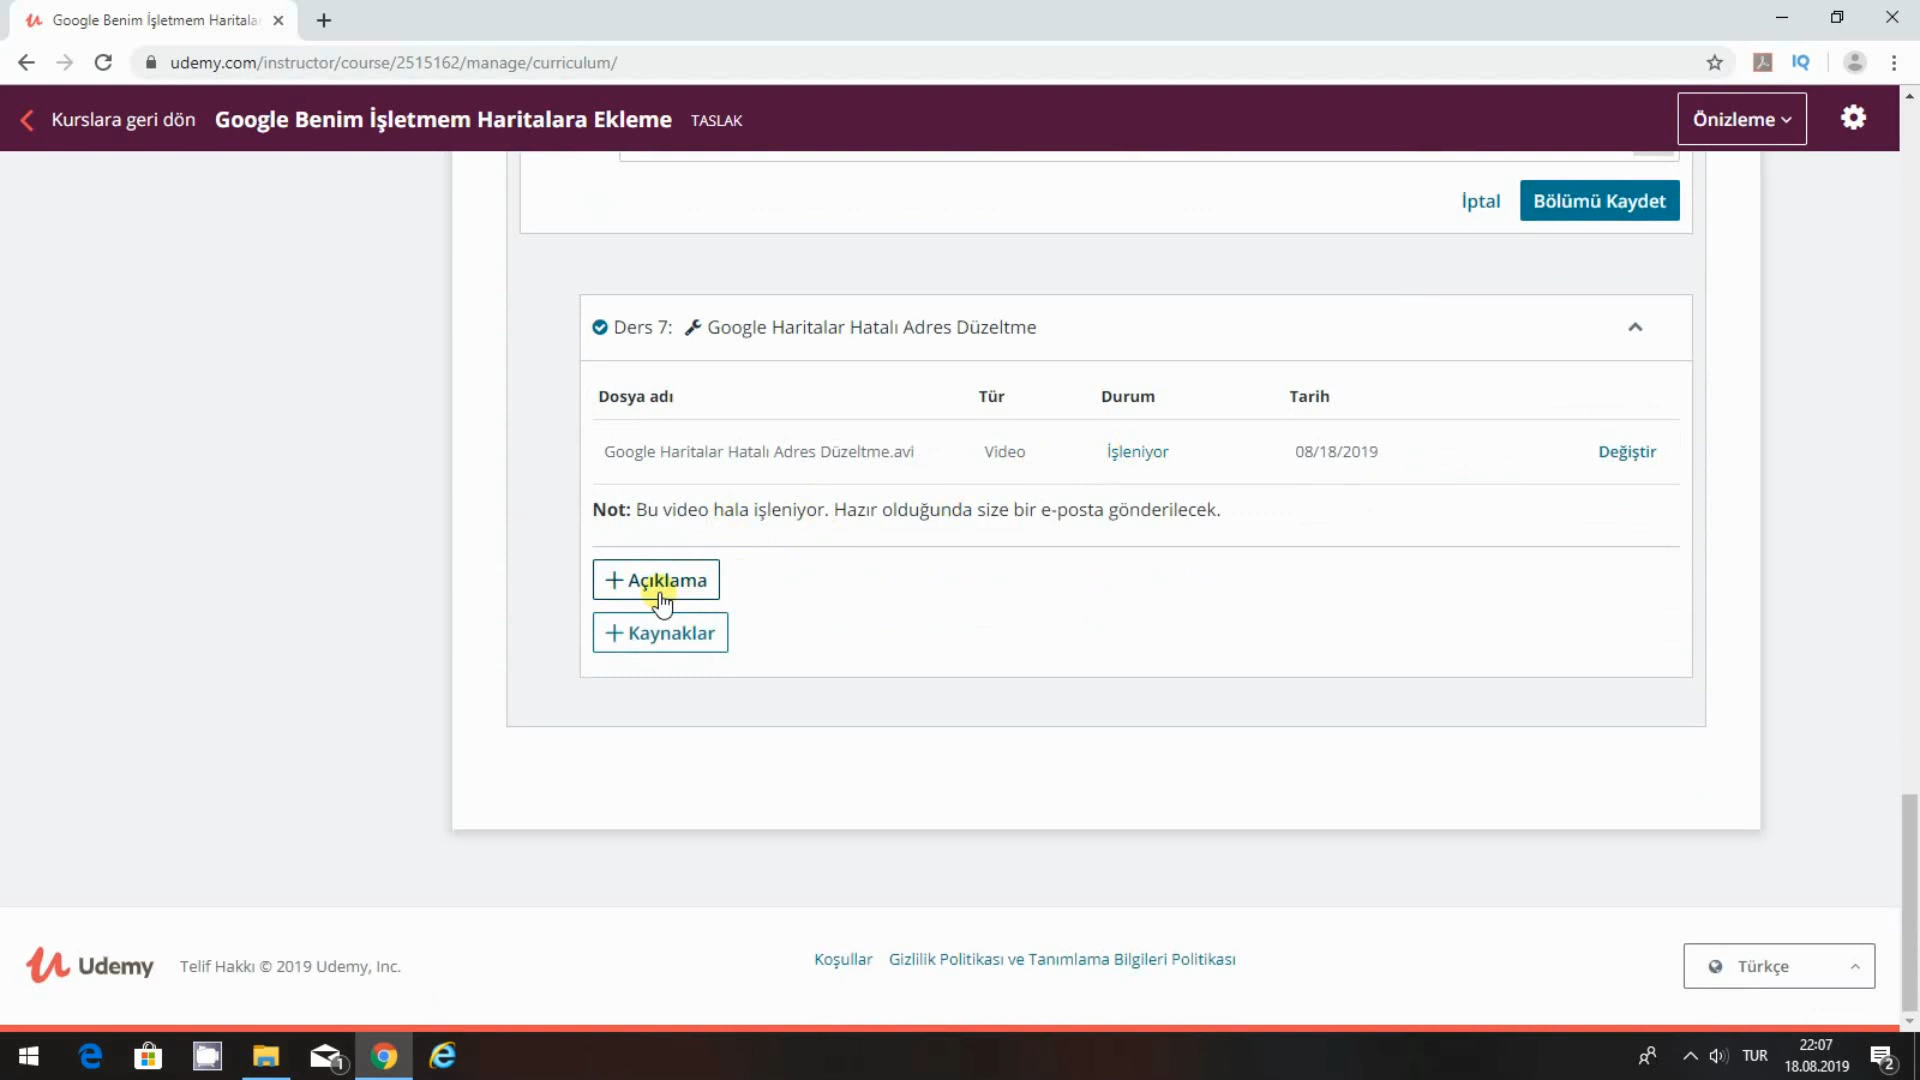 Google Benim İşletmem Haritala
udemy.com/instructor/course/2515162/manage/curriculum/
IQ
Kurslara geri dön Google Benim İşletmem Haritalara Ekleme TASLAK Önizleme
İptal Bölümü Kaydet
Ders 7: Google Haritalar Hatalı Adres Düzeltme
Dosya adı Tür Durum Tarih
Google Haritalar Hatalı Adres Düzeltme.avi Video İşleniyor 08/18/2019 Değiştir
Not: Bu video hala işleniyor. Hazır olduğunda size bir e-posta gönderilecek.
+ Açıklama
+ Kaynaklar
Udemy Telif Hakkı © 2019 Udemy, Inc. Koşullar Gizlilik Politikası ve Tanımlama Bilgileri Politikası Türkçe
1 TUR 22:07 2
18.08.2019